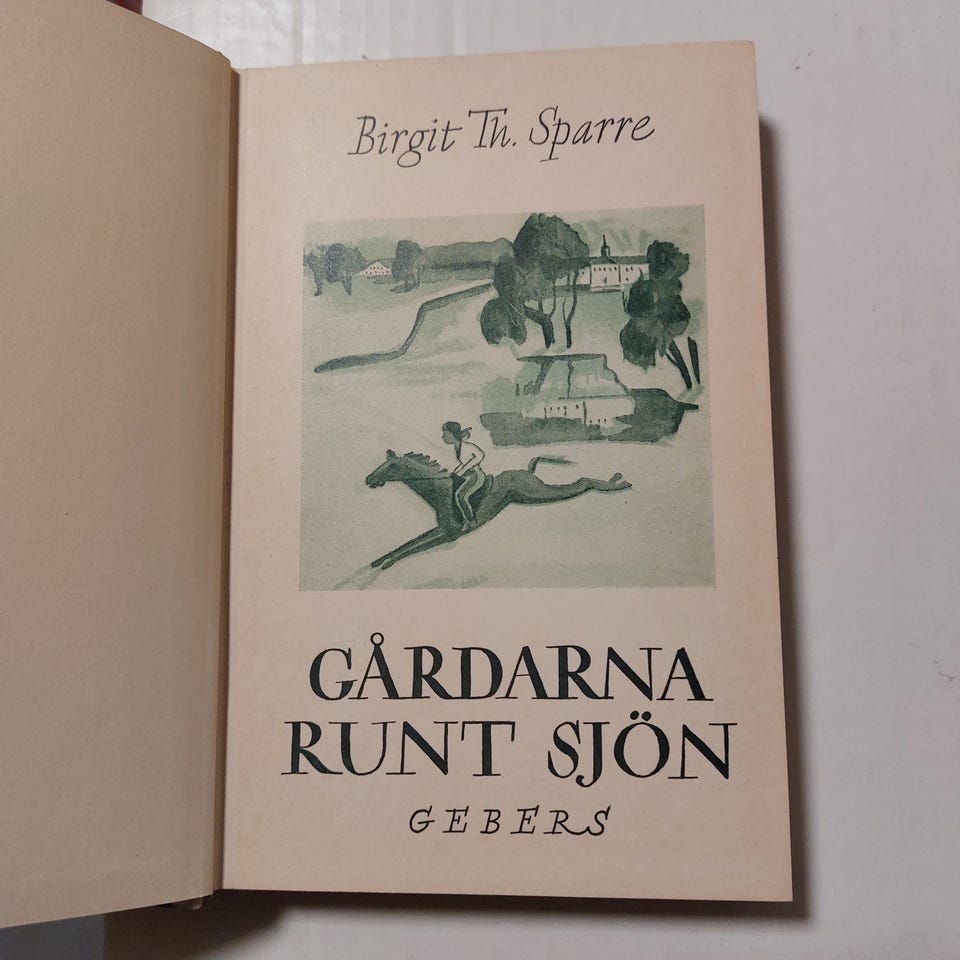 Birgit Th. Sparre
GÅRDARNA
RUNT SJÖN
GEBERS